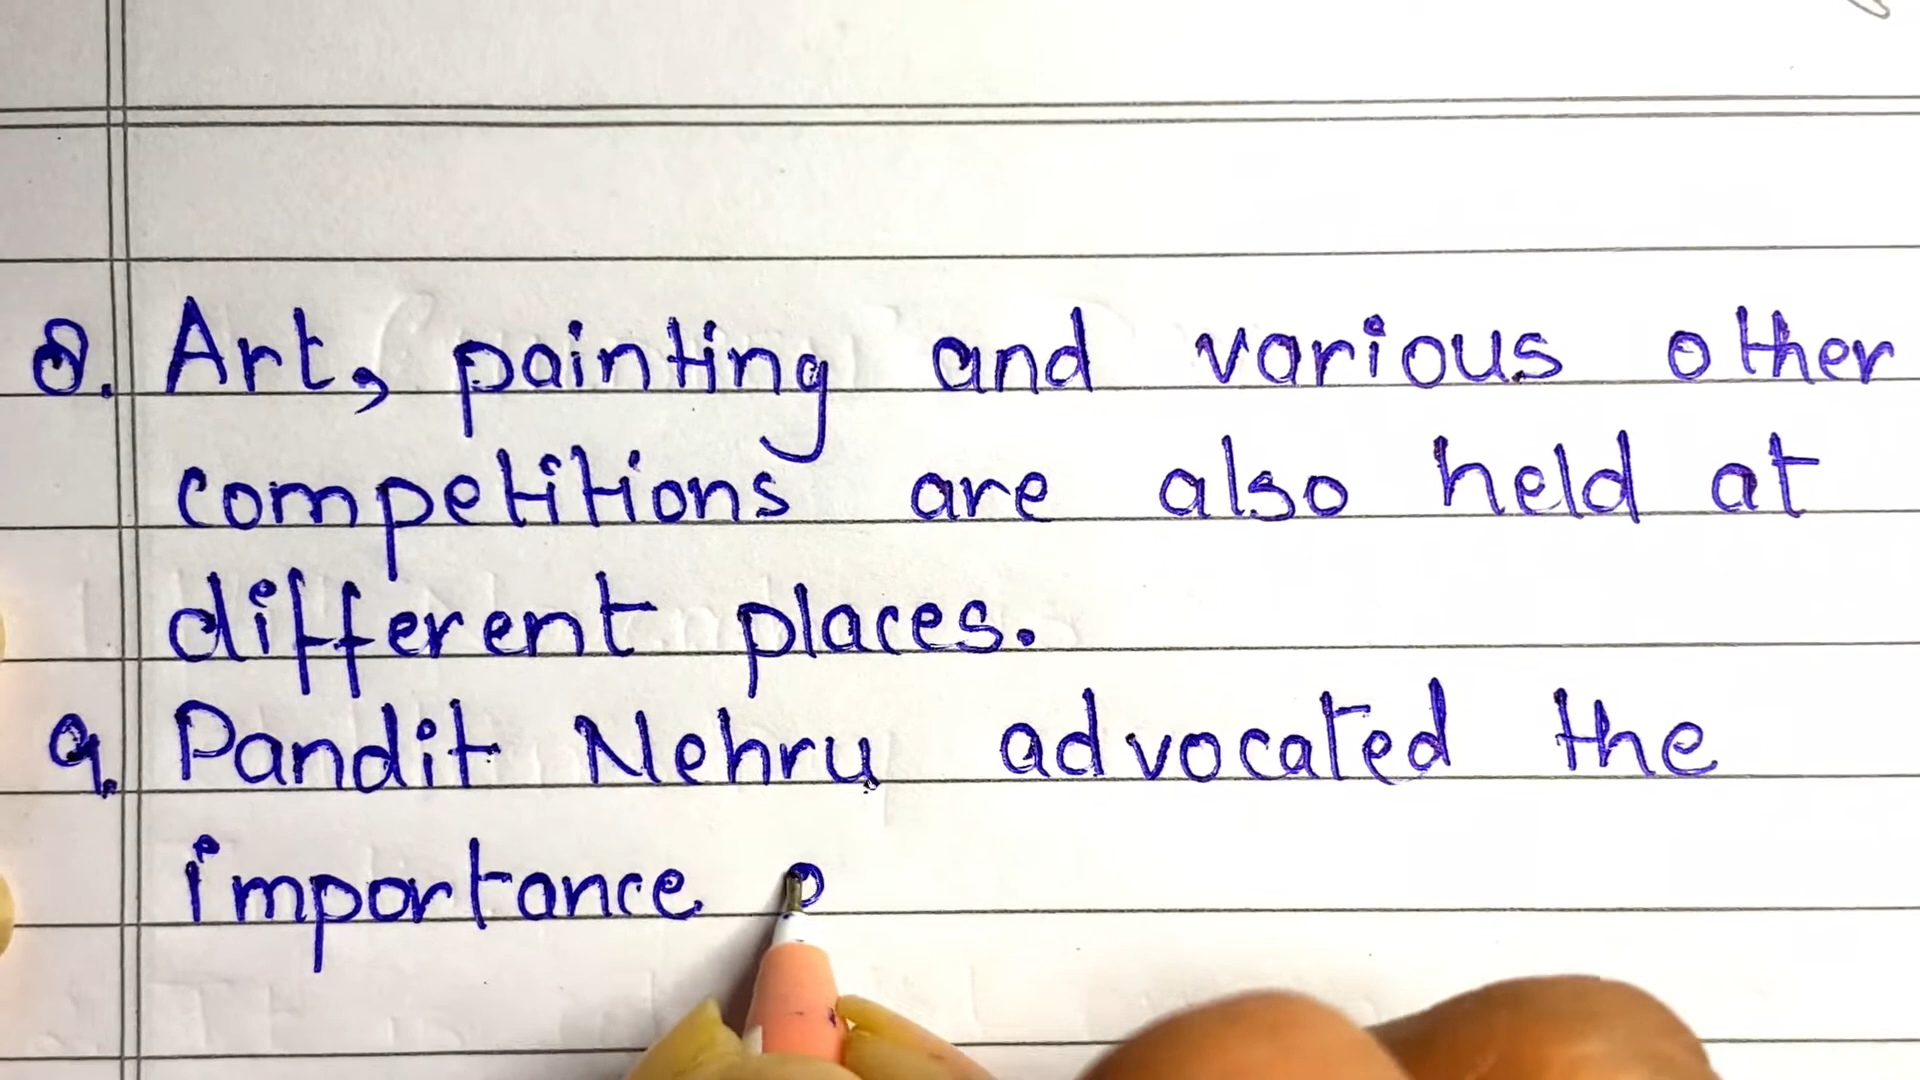 8. Art, painting and various other
competitions are also held at
different places.
9. Pandit Nehru advocated the
importance o